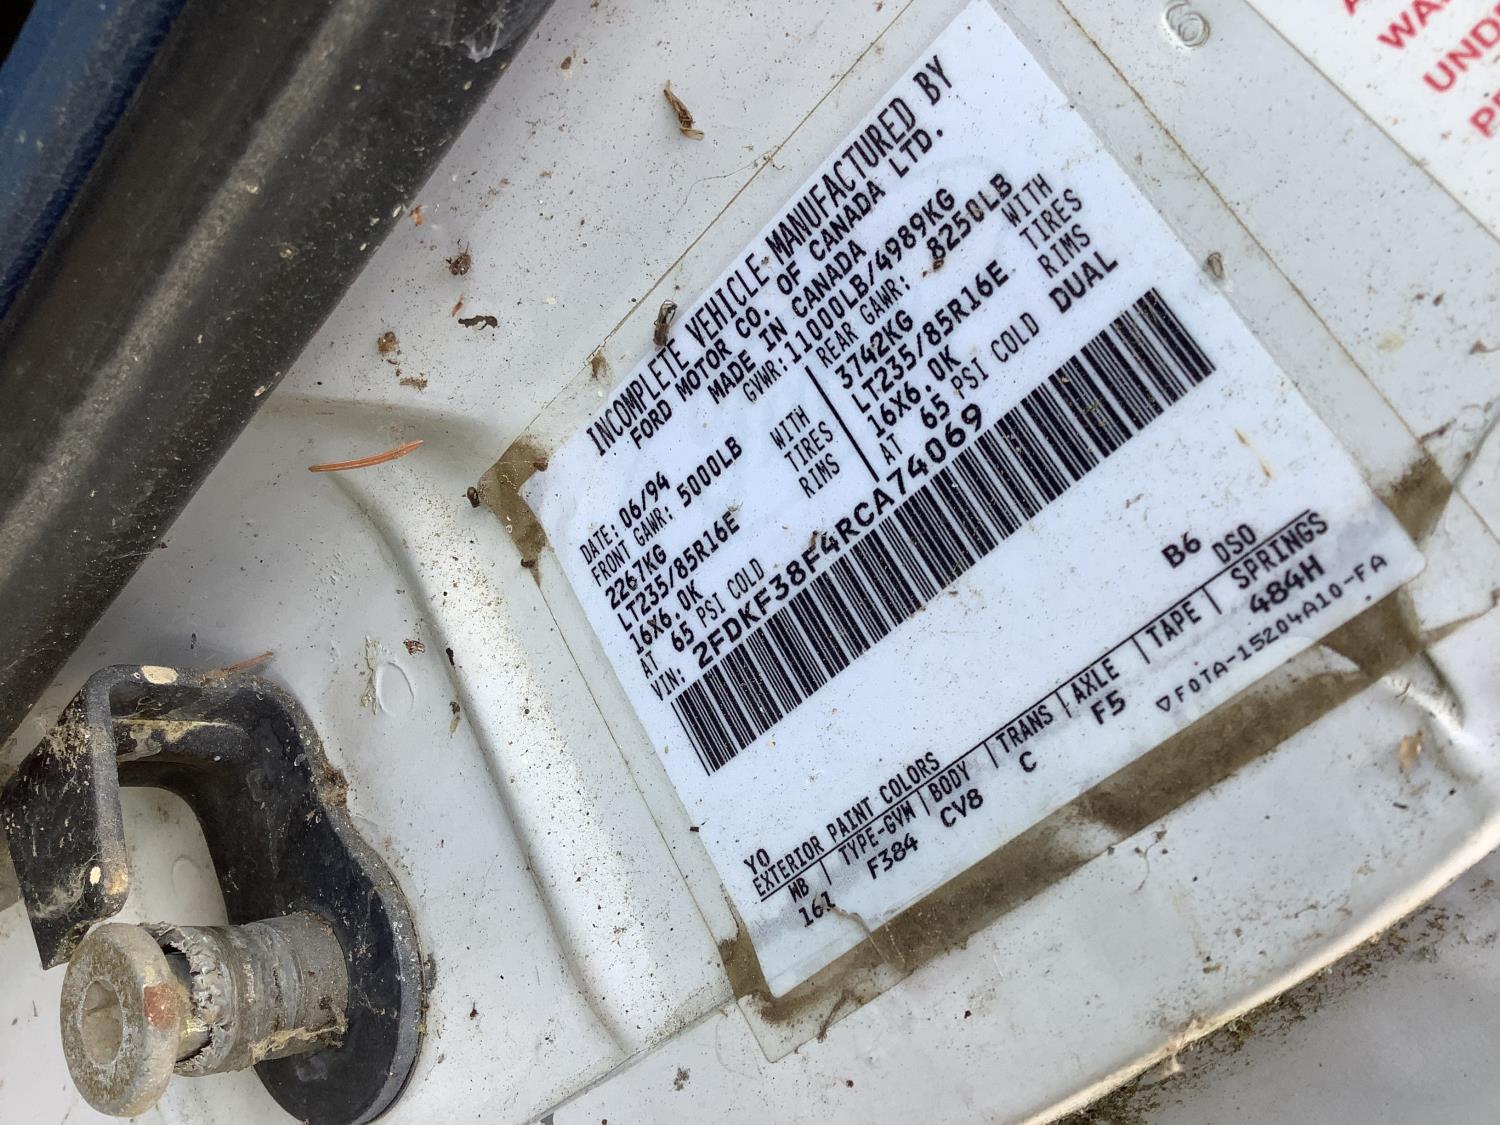 INCOMPLETE VEHICLE MANUFACTURED BY
FORD MOTOR CO. OF CANADA LTD.
MADE IN CANADA
GVWR:11000LB/4989KG
DATE: 06/94
FRONT GAWR: 5000LB
2267KG WITH
LT235/85R16E TIRES
16X6.0K RIMS
AT 65 PSI COLD
REAR GAWR: 8250LB
3742KG WITH
LT235/85R16E TIRES
16X6.0K RIMS
AT 65 PSI COLD DUAL
VIN: 2FDKF38F4RCA74069
YO
B6
EXTERIOR PAINT COLORS
DSO
WB | TYPE-GVW | BODY | TRANS | AXLE | TAPE | SPRINGS
161 F384 CV8 C F5 484H
▽F0TA-15204A10-FA
WA
UND